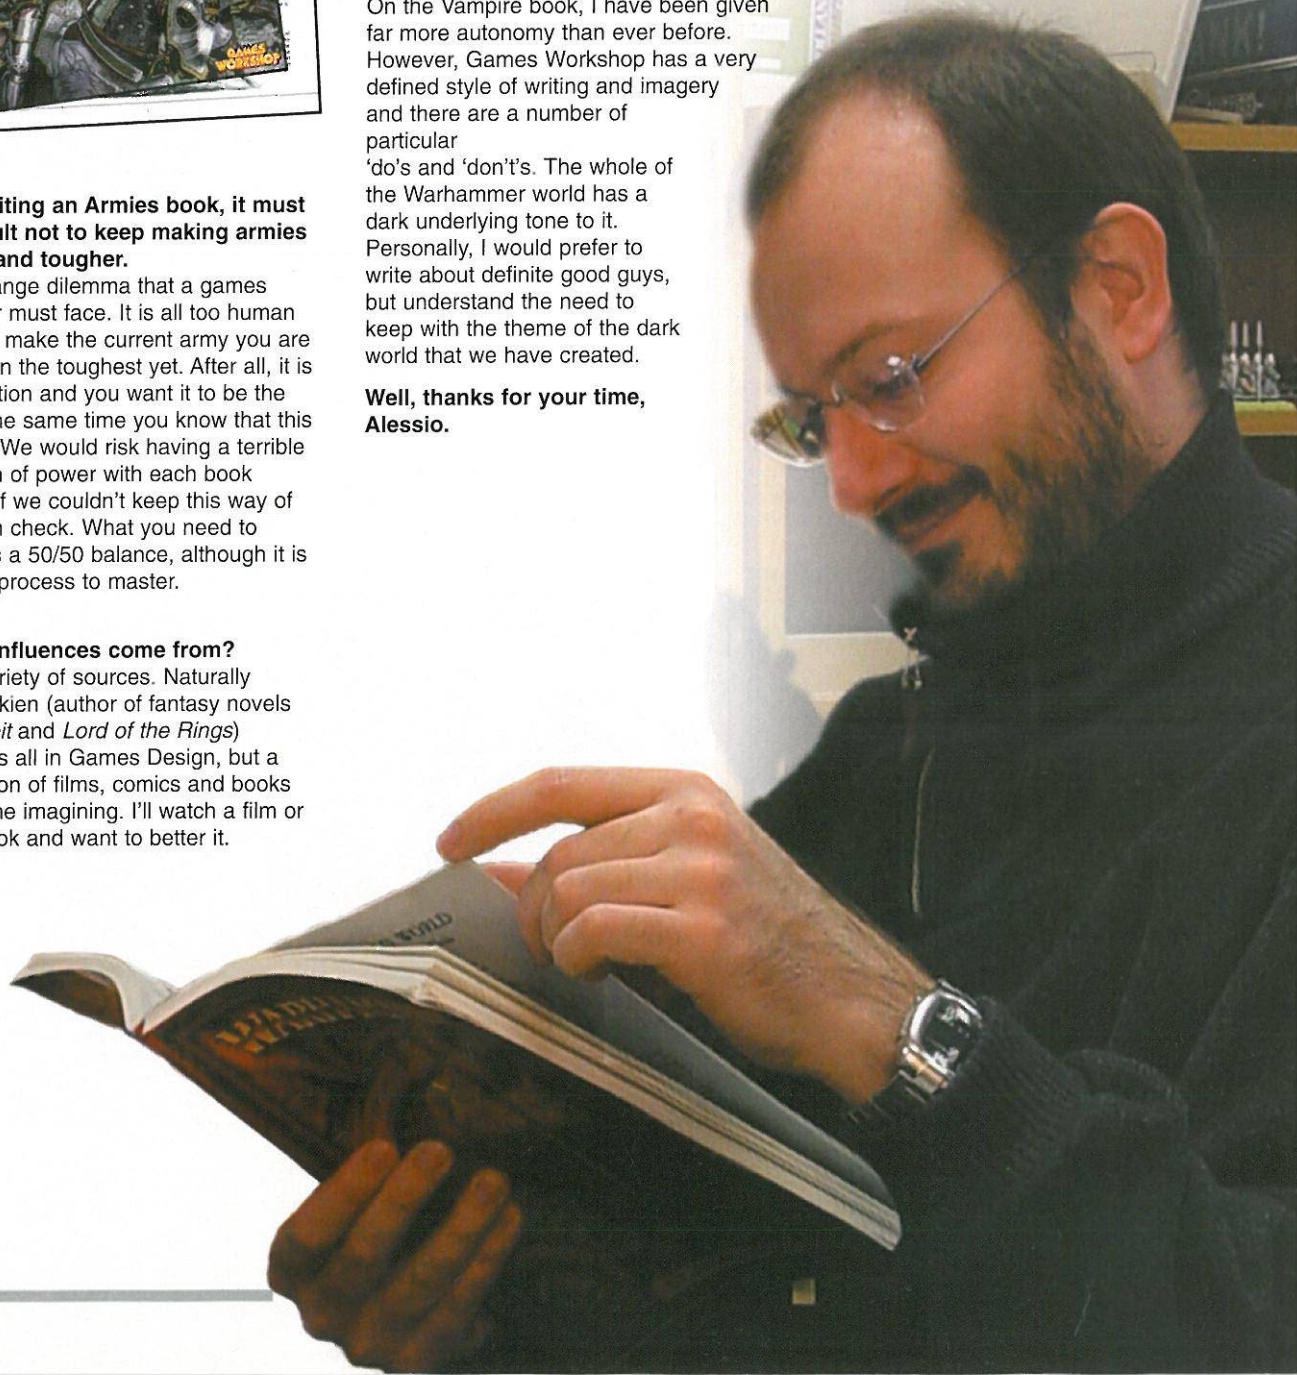 GAMES
WORKSHOP
iting an Armies book, it must
ult not to keep making armies
and tougher.
ange dilemma that a games
r must face. It is all too human
make the current army you are
n the toughest yet. After all, it is
tion and you want it to be the
ne same time you know that this
We would risk having a terrible
n of power with each book
f we couldn't keep this way of
n check. What you need to
s a 50/50 balance, although it is
process to master.
nfluences come from?
riety of sources. Naturally
kien (author of fantasy novels
it and Lord of the Rings)
s all in Games Design, but a
on of films, comics and books
ne imagining. I'll watch a film or
ok and want to better it.
On the Vampire book, I have been given
far more autonomy than ever before.
However, Games Workshop has a very
defined style of writing and imagery
and there are a number of
particular
'do's and 'don't's. The whole of
the Warhammer world has a
dark underlying tone to it.
Personally, I would prefer to
write about definite good guys,
but understand the need to
keep with the theme of the dark
world that we have created.
Well, thanks for your time,
Alessio.
WORLD